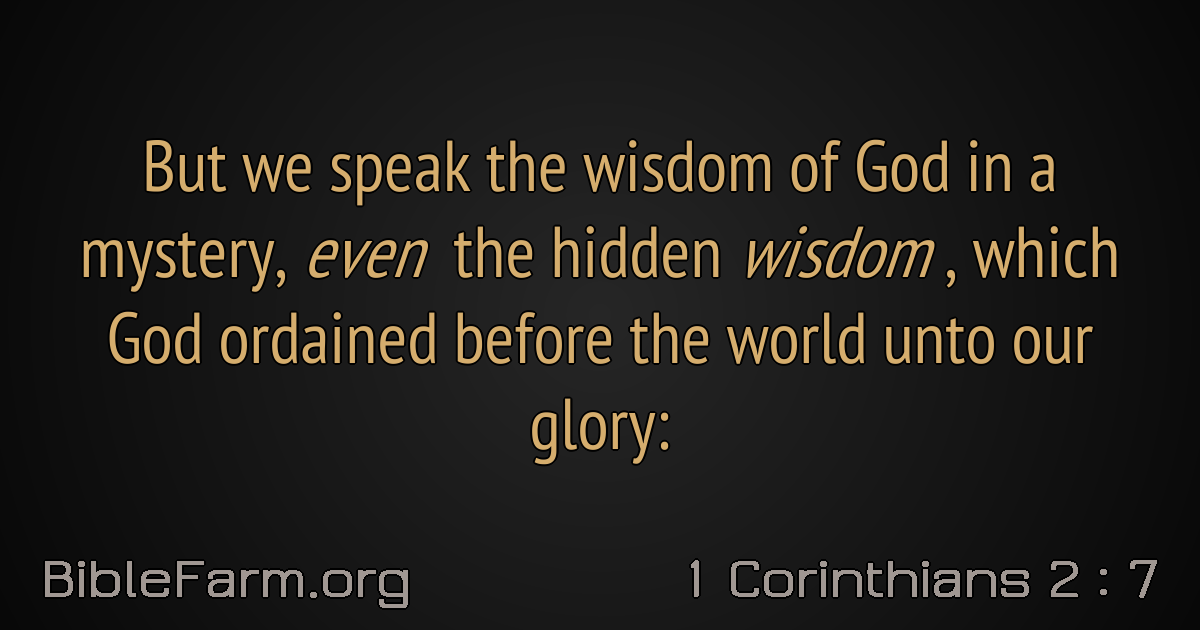 But we speak the wisdom of God in a
mystery, even the hidden wisdom , which
God ordained before the world unto our
glory:
BibleFarm.org
1 Corinthians 2 : 7